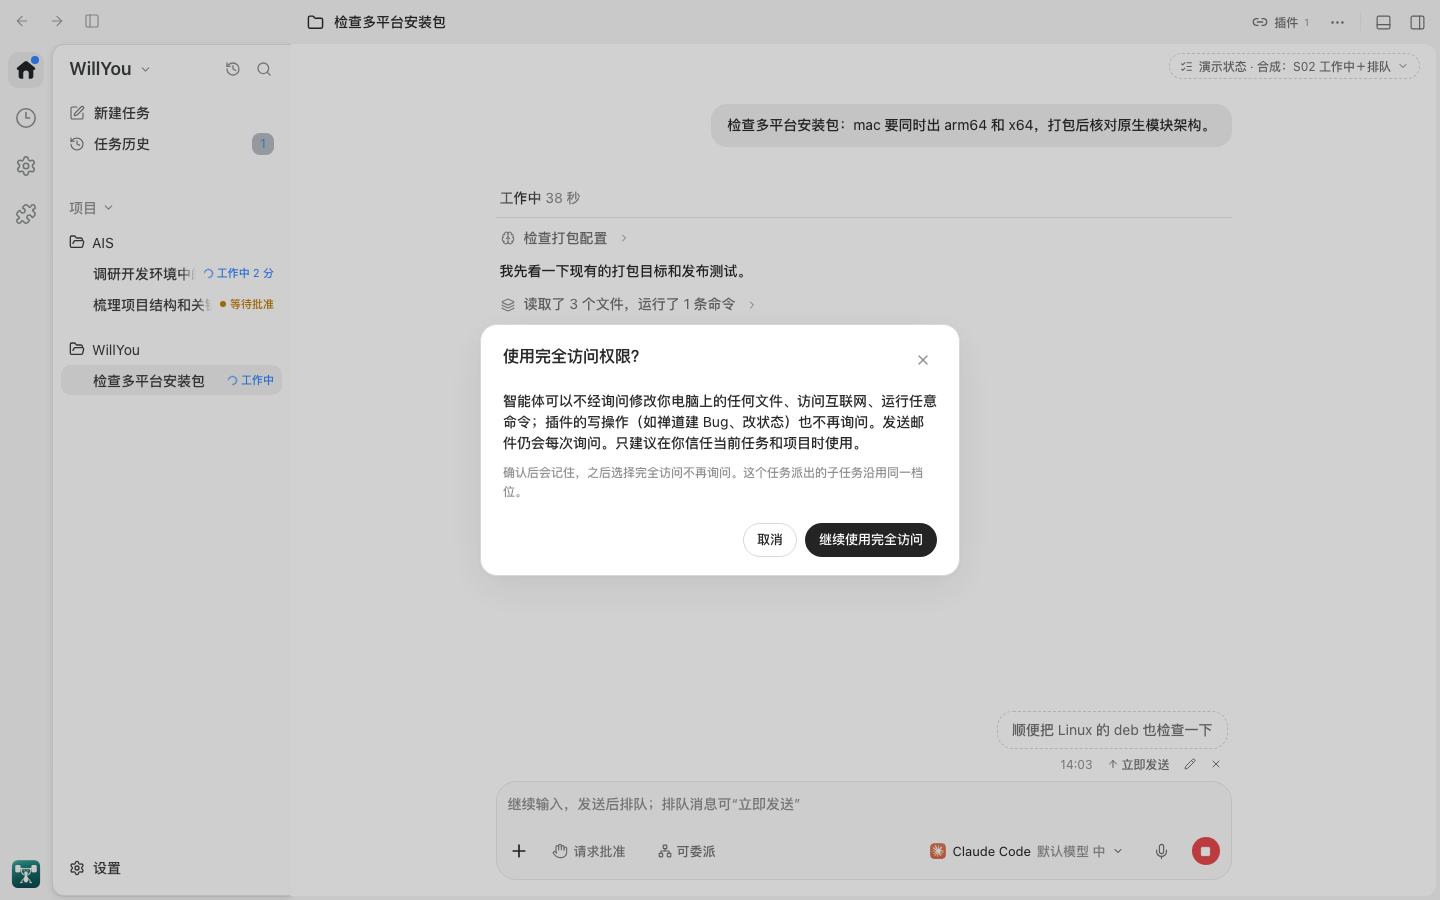 检查多平台安装包
插件 1
WillYou
演示状态 · 合成：S02 工作中＋排队
新建任务
任务历史 1
检查多平台安装包：mac 要同时出 arm64 和 x64，打包后核对原生模块架构。
工作中 38 秒
项目
检查打包配置
AIS
我先看一下现有的打包目标和发布测试。
调研开发环境中 工作中 2 分
读取了 3 个文件，运行了 1 条命令
梳理项目结构和关 等待批准
WillYou
检查多平台安装包 工作中
使用完全访问权限?
智能体可以不经询问修改你电脑上的任何文件、访问互联网、运行任意
命令；插件的写操作（如禅道建 Bug、改状态）也不再询问。发送邮
件仍会每次询问。只建议在你信任当前任务和项目时使用。
确认后会记住，之后选择完全访问不再询问。这个任务派出的子任务沿用同一档
位。
取消
继续使用完全访问
顺便把 Linux 的 deb 也检查一下
14:03 立即发送
继续输入，发送后排队；排队消息可“立即发送”
请求批准 可委派 Claude Code 默认模型 中
设置